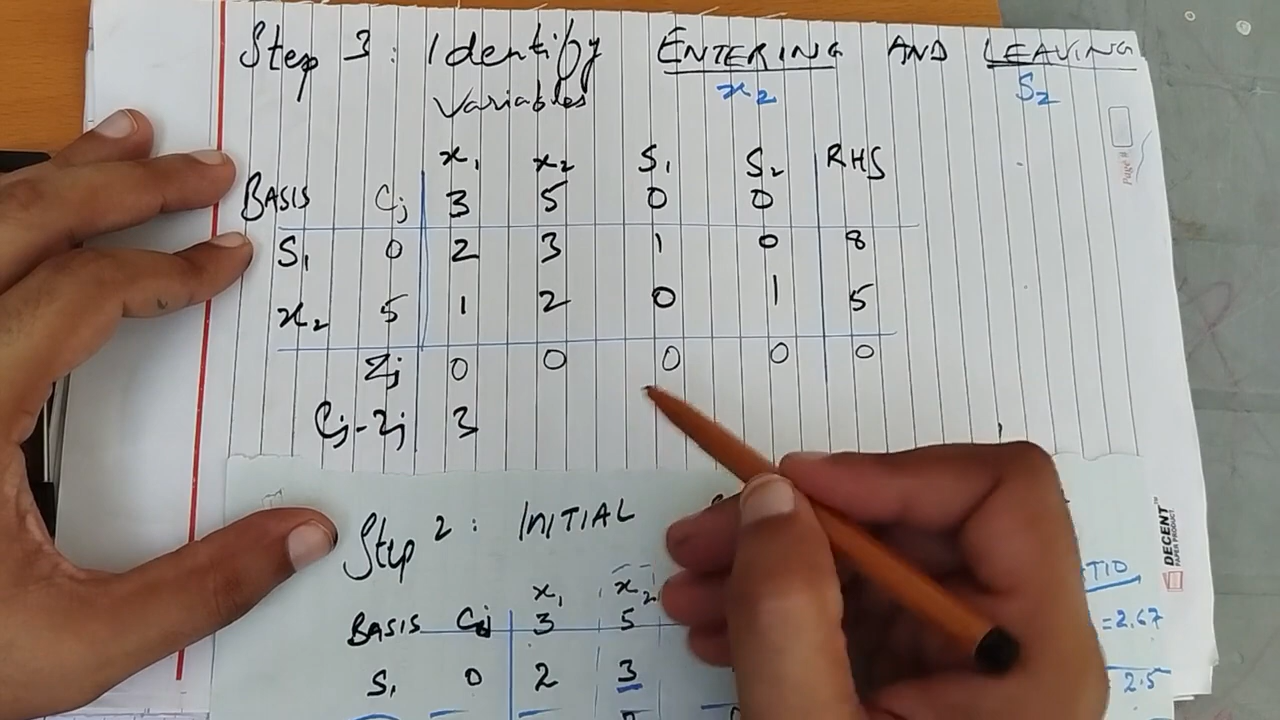 Step 3: Identify ENTERING AND LEAVING
Variables x₂ S₂
x₁ x₂ S₁ S₂ RHS
BASIS Cj 3 5 0 0
S₁ 0 2 3 1 0 8
x₂ 5 1 2 0 1 5
Zj 0 0 0 0 0
Cj-Zj 3
Page #
Step 2: INITIAL
x₁ x₂
BASIS Cj 3 5 =2.67
S₁ 0 2 3 2.5
DECENT
PAPER PRODUCT